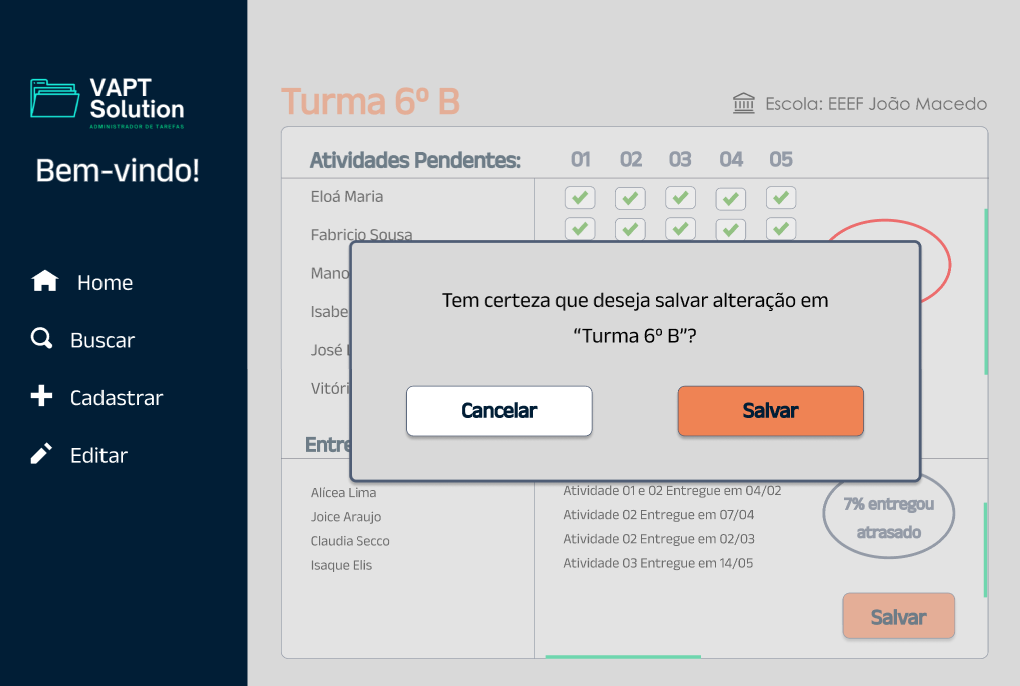 VAPT
Solution
ADMINISTRADOR DE TAREFAS
Bem-vindo!
Home
Buscar
Cadastrar
Editar
Turma 6º B
Escola: EEEF João Macedo
Atividades Pendentes: 01 02 03 04 05
Eloá Maria
Fabricio Sousa
Mano
Isabe
José
Vitóri
Tem certeza que deseja salvar alteração em
“Turma 6º B”?
Cancelar
Salvar
Entre
Alícea Lima
Joice Araujo
Claudia Secco
Isaque Elis
Atividade 01 e 02 Entregue em 04/02
Atividade 02 Entregue em 07/04
Atividade 02 Entregue em 02/03
Atividade 03 Entregue em 14/05
7% entregou
atrasado
Salvar